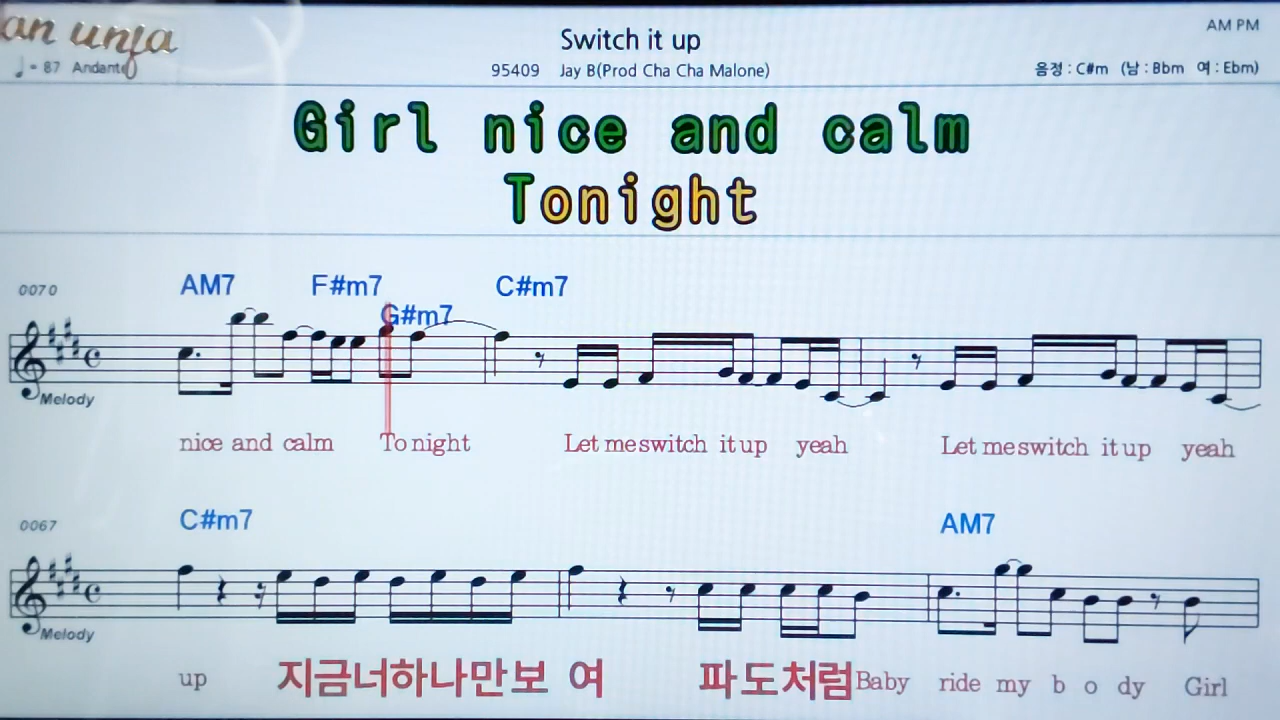 an unja
Switch it up
AM PM
♩= 87 Andante
95409 Jay B(Prod Cha Cha Malone)
음정 : C#m (남 : Bbm 여 : Ebm)
Girl nice and calm
Tonight
0070
AM7 F#m7 G#m7 C#m7
Melody
nice and calm To night Let me switch it up yeah Let me switch it up yeah
0067
C#m7 AM7
Melody
up 지금너하나만보 여 파도처럼 Baby ride my b o dy Girl